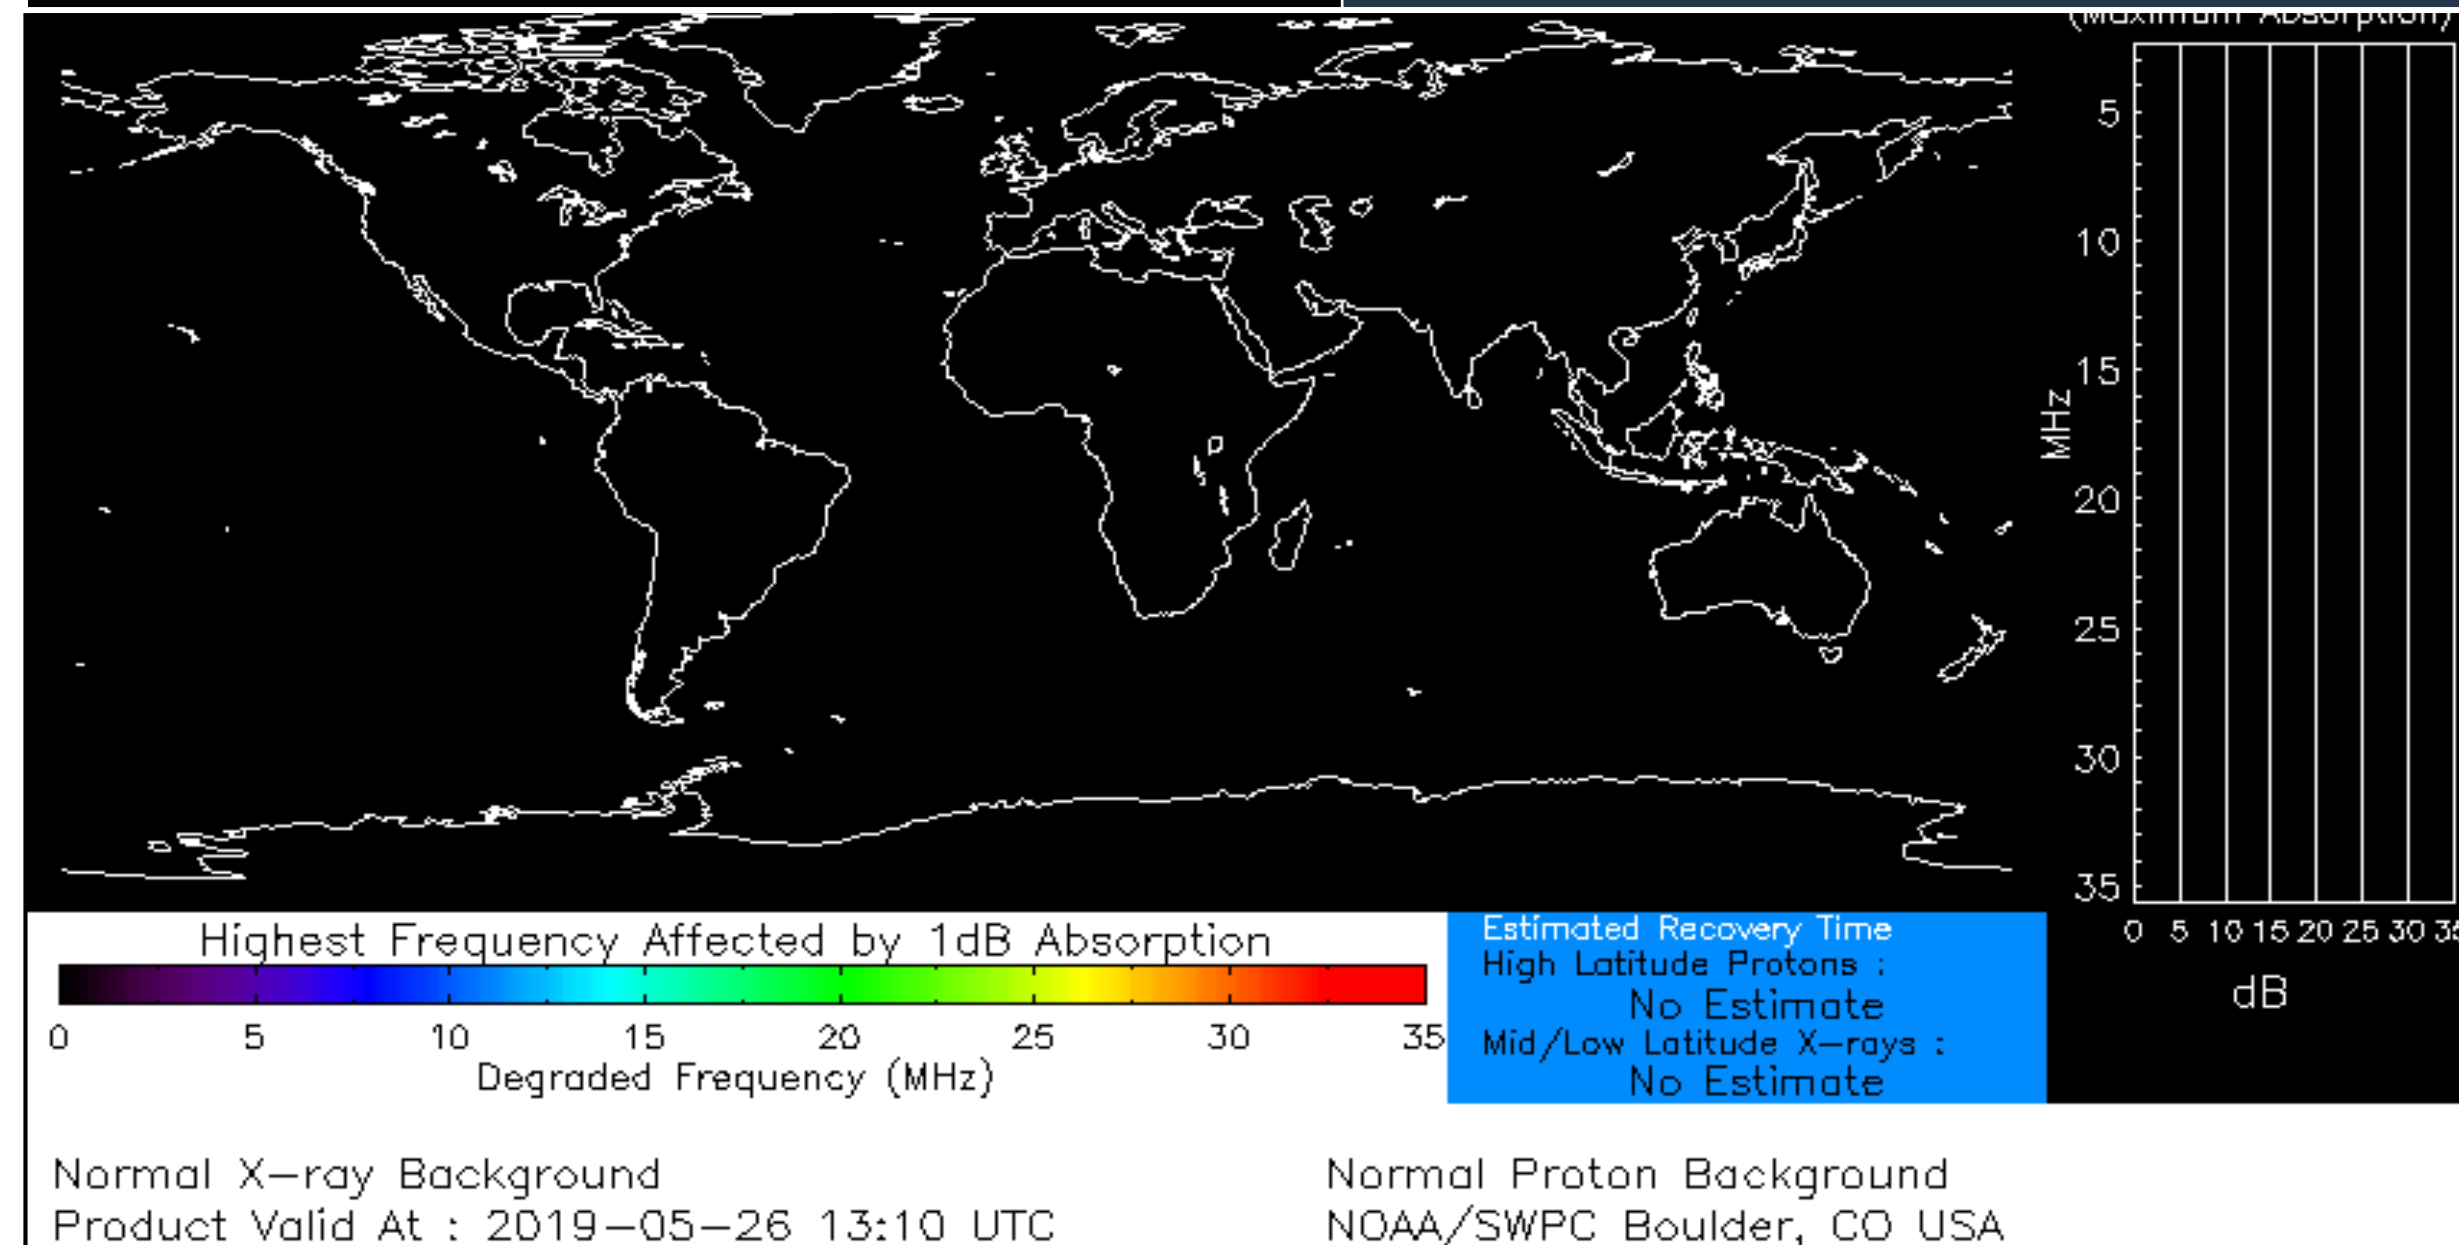 (Maximum Absorption)
5
10
15
20
25
30
35
MHz
0 5 10 15 20 25 30 35
dB
Highest Frequency Affected by 1dB Absorption
0 5 10 15 20 25 30 35
Degraded Frequency (MHz)
Estimated Recovery Time
High Latitude Protons :
No Estimate
Mid/Low Latitude X-rays :
No Estimate
Normal X-ray Background
Product Valid At : 2019-05-26 13:10 UTC
Normal Proton Background
NOAA/SWPC Boulder, CO USA